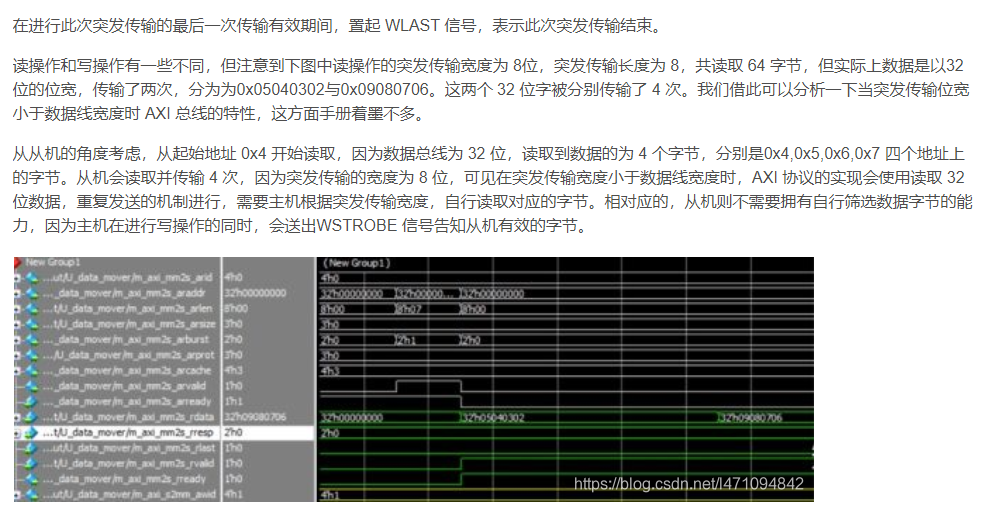 在进行此次突发传输的最后一次传输有效期间，置起 WLAST 信号，表示此次突发传输结束。
读操作和写操作有一些不同，但注意到下图中读操作的突发传输宽度为 8位，突发传输长度为 8，共读取 64 字节，但实际上数据是以32
位的位宽，传输了两次，分为为0x05040302与0x09080706。这两个 32 位字被分别传输了 4 次。我们借此可以分析一下当突发传输位宽
小于数据线宽度时 AXI 总线的特性，这方面手册着墨不多。
从从机的角度考虑，从起始地址 0x4 开始读取，因为数据总线为 32 位，读取到数据的为 4 个字节，分别是0x4,0x5,0x6,0x7 四个地址上
的字节。从机会读取并传输 4 次，因为突发传输的宽度为 8 位，可见在突发传输宽度小于数据线宽度时，AXI 协议的实现会使用读取 32
位数据，重复发送的机制进行，需要主机根据突发传输宽度，自行读取对应的字节。相对应的，从机则不需要拥有自行筛选数据字节的能
力，因为主机在进行写操作的同时，会送出WSTROBE 信号告知从机有效的字节。
New Group1 (New Group1)
...ut/U_data_mover/m_axi_mm2s_arid 4'h0 4'h0
..._data_mover/m_axi_mm2s_araddr 32'h00000000 32'h00000000 32'h00000... 32'h00000000
...t/U_data_mover/m_axi_mm2s_arlen 8'h00 8'h00 8'h07 8'h00
...t/U_data_mover/m_axi_mm2s_arsize 3'h0 3'h0
..._data_mover/m_axi_mm2s_arburst 2'h0 2'h0 2'h1 2'h0
.../U_data_mover/m_axi_mm2s_arprot 3'h0 3'h0
..._data_mover/m_axi_mm2s_arcache 4'h3 4'h3
..._data_mover/m_axi_mm2s_arvalid 1'h0
..._data_mover/m_axi_mm2s_arready 1'h1
...t/U_data_mover/m_axi_mm2s_rdata 32'h09080706 32'h00000000 32'h05040302 32'h09080706
...t/U_data_mover/m_axi_mm2s_rresp 2'h0 2'h0
...ut/U_data_mover/m_axi_mm2s_rlast 1'h0
...t/U_data_mover/m_axi_mm2s_rvalid 1'h0
..._data_mover/m_axi_mm2s_rready 1'h0
...ut/U_data_mover/m_axi_s2mm_awid 4'h1 4'h1
https://blog.csdn.net/l471094842